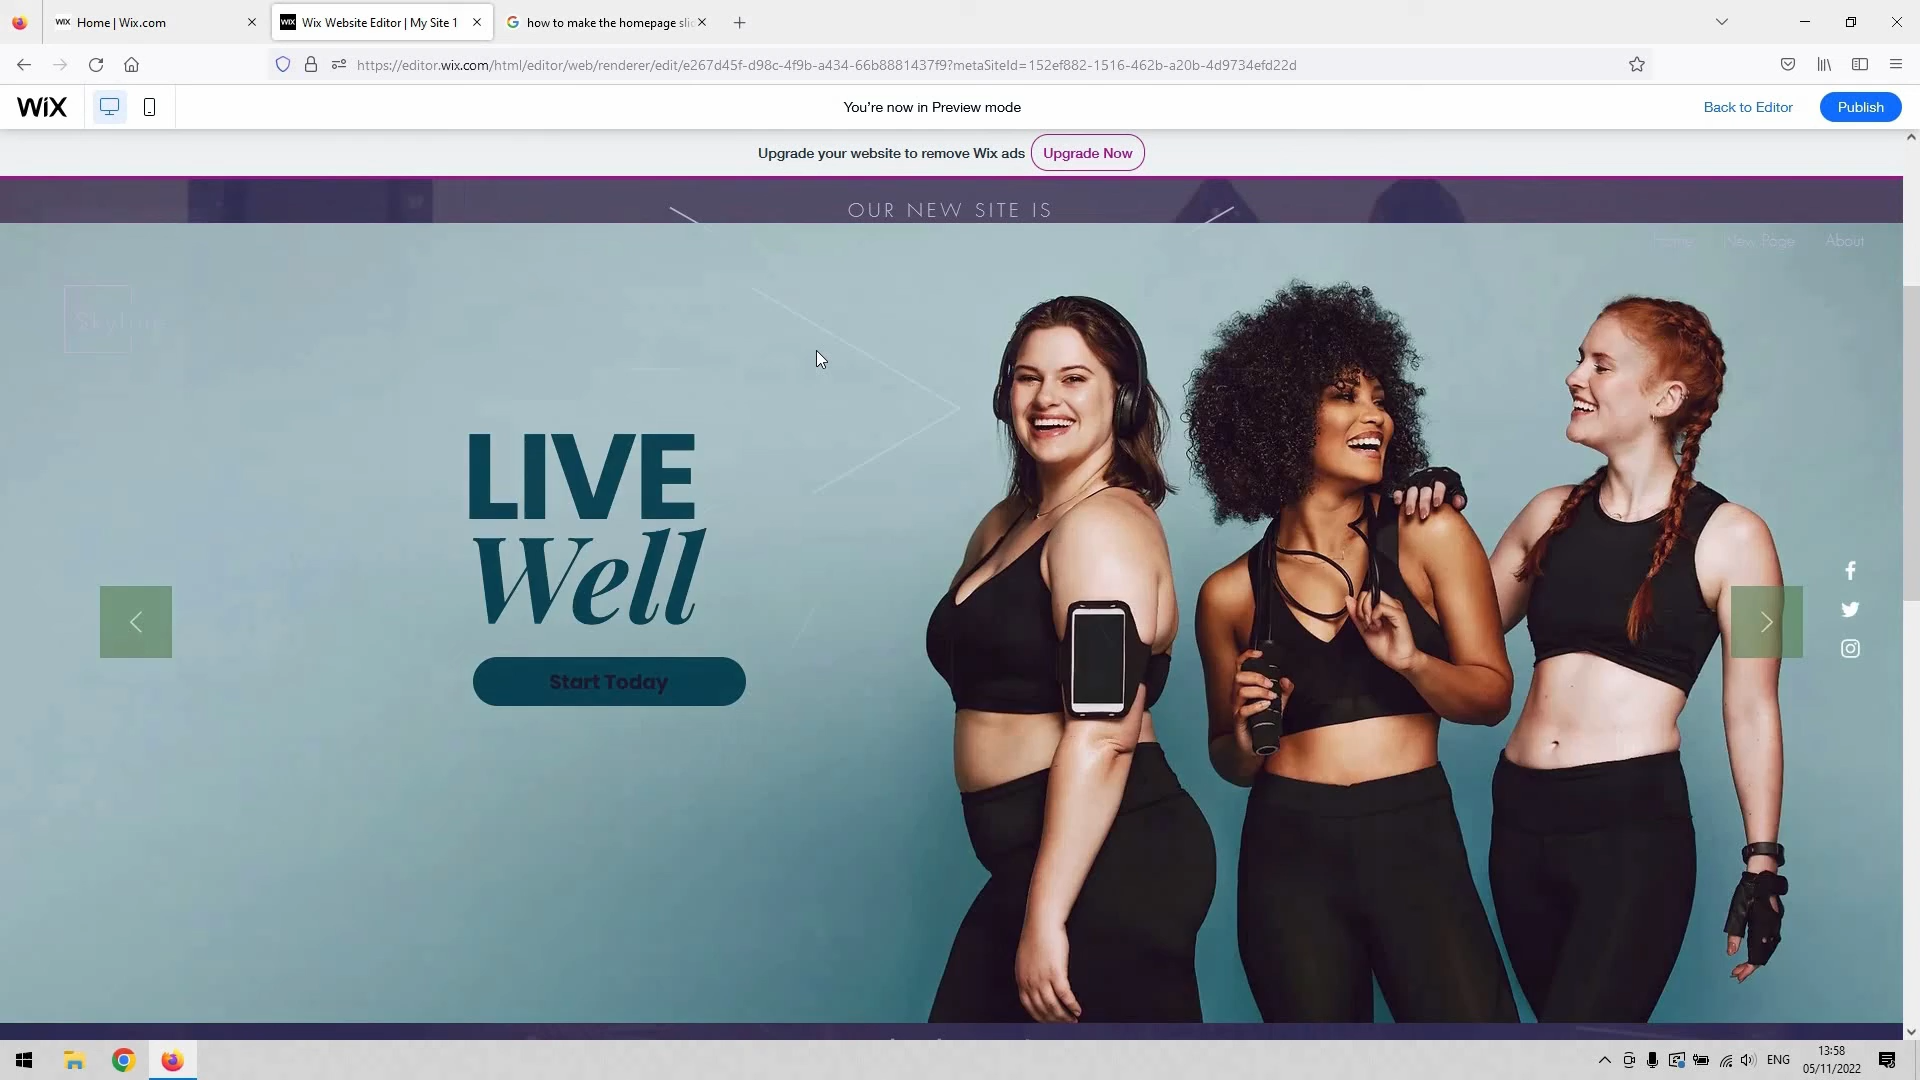 Home | Wix.com
Wix Website Editor | My Site 1
how to make the homepage sli
https://editor.wix.com/html/editor/web/renderer/edit/e267d45f-d98c-4f9b-a434-66b8881437f9?metaSiteId=152ef882-1516-462b-a20b-4d9734efd22d
WiX
You're now in Preview mode
Back to Editor
Publish
Upgrade your website to remove Wix ads
Upgrade Now
OUR NEW SITE IS
Home
New Page
About
LIVE
Well
Start Today
ENG
13:58
05/11/2022